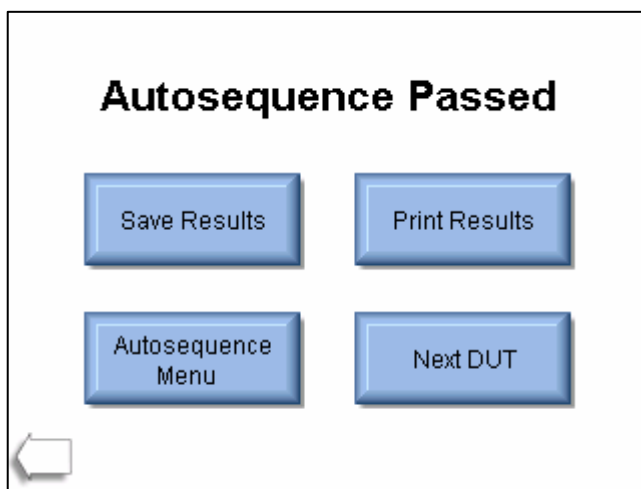 Autosequence Passed
Save Results
Print Results
Autosequence
Menu
Next DUT